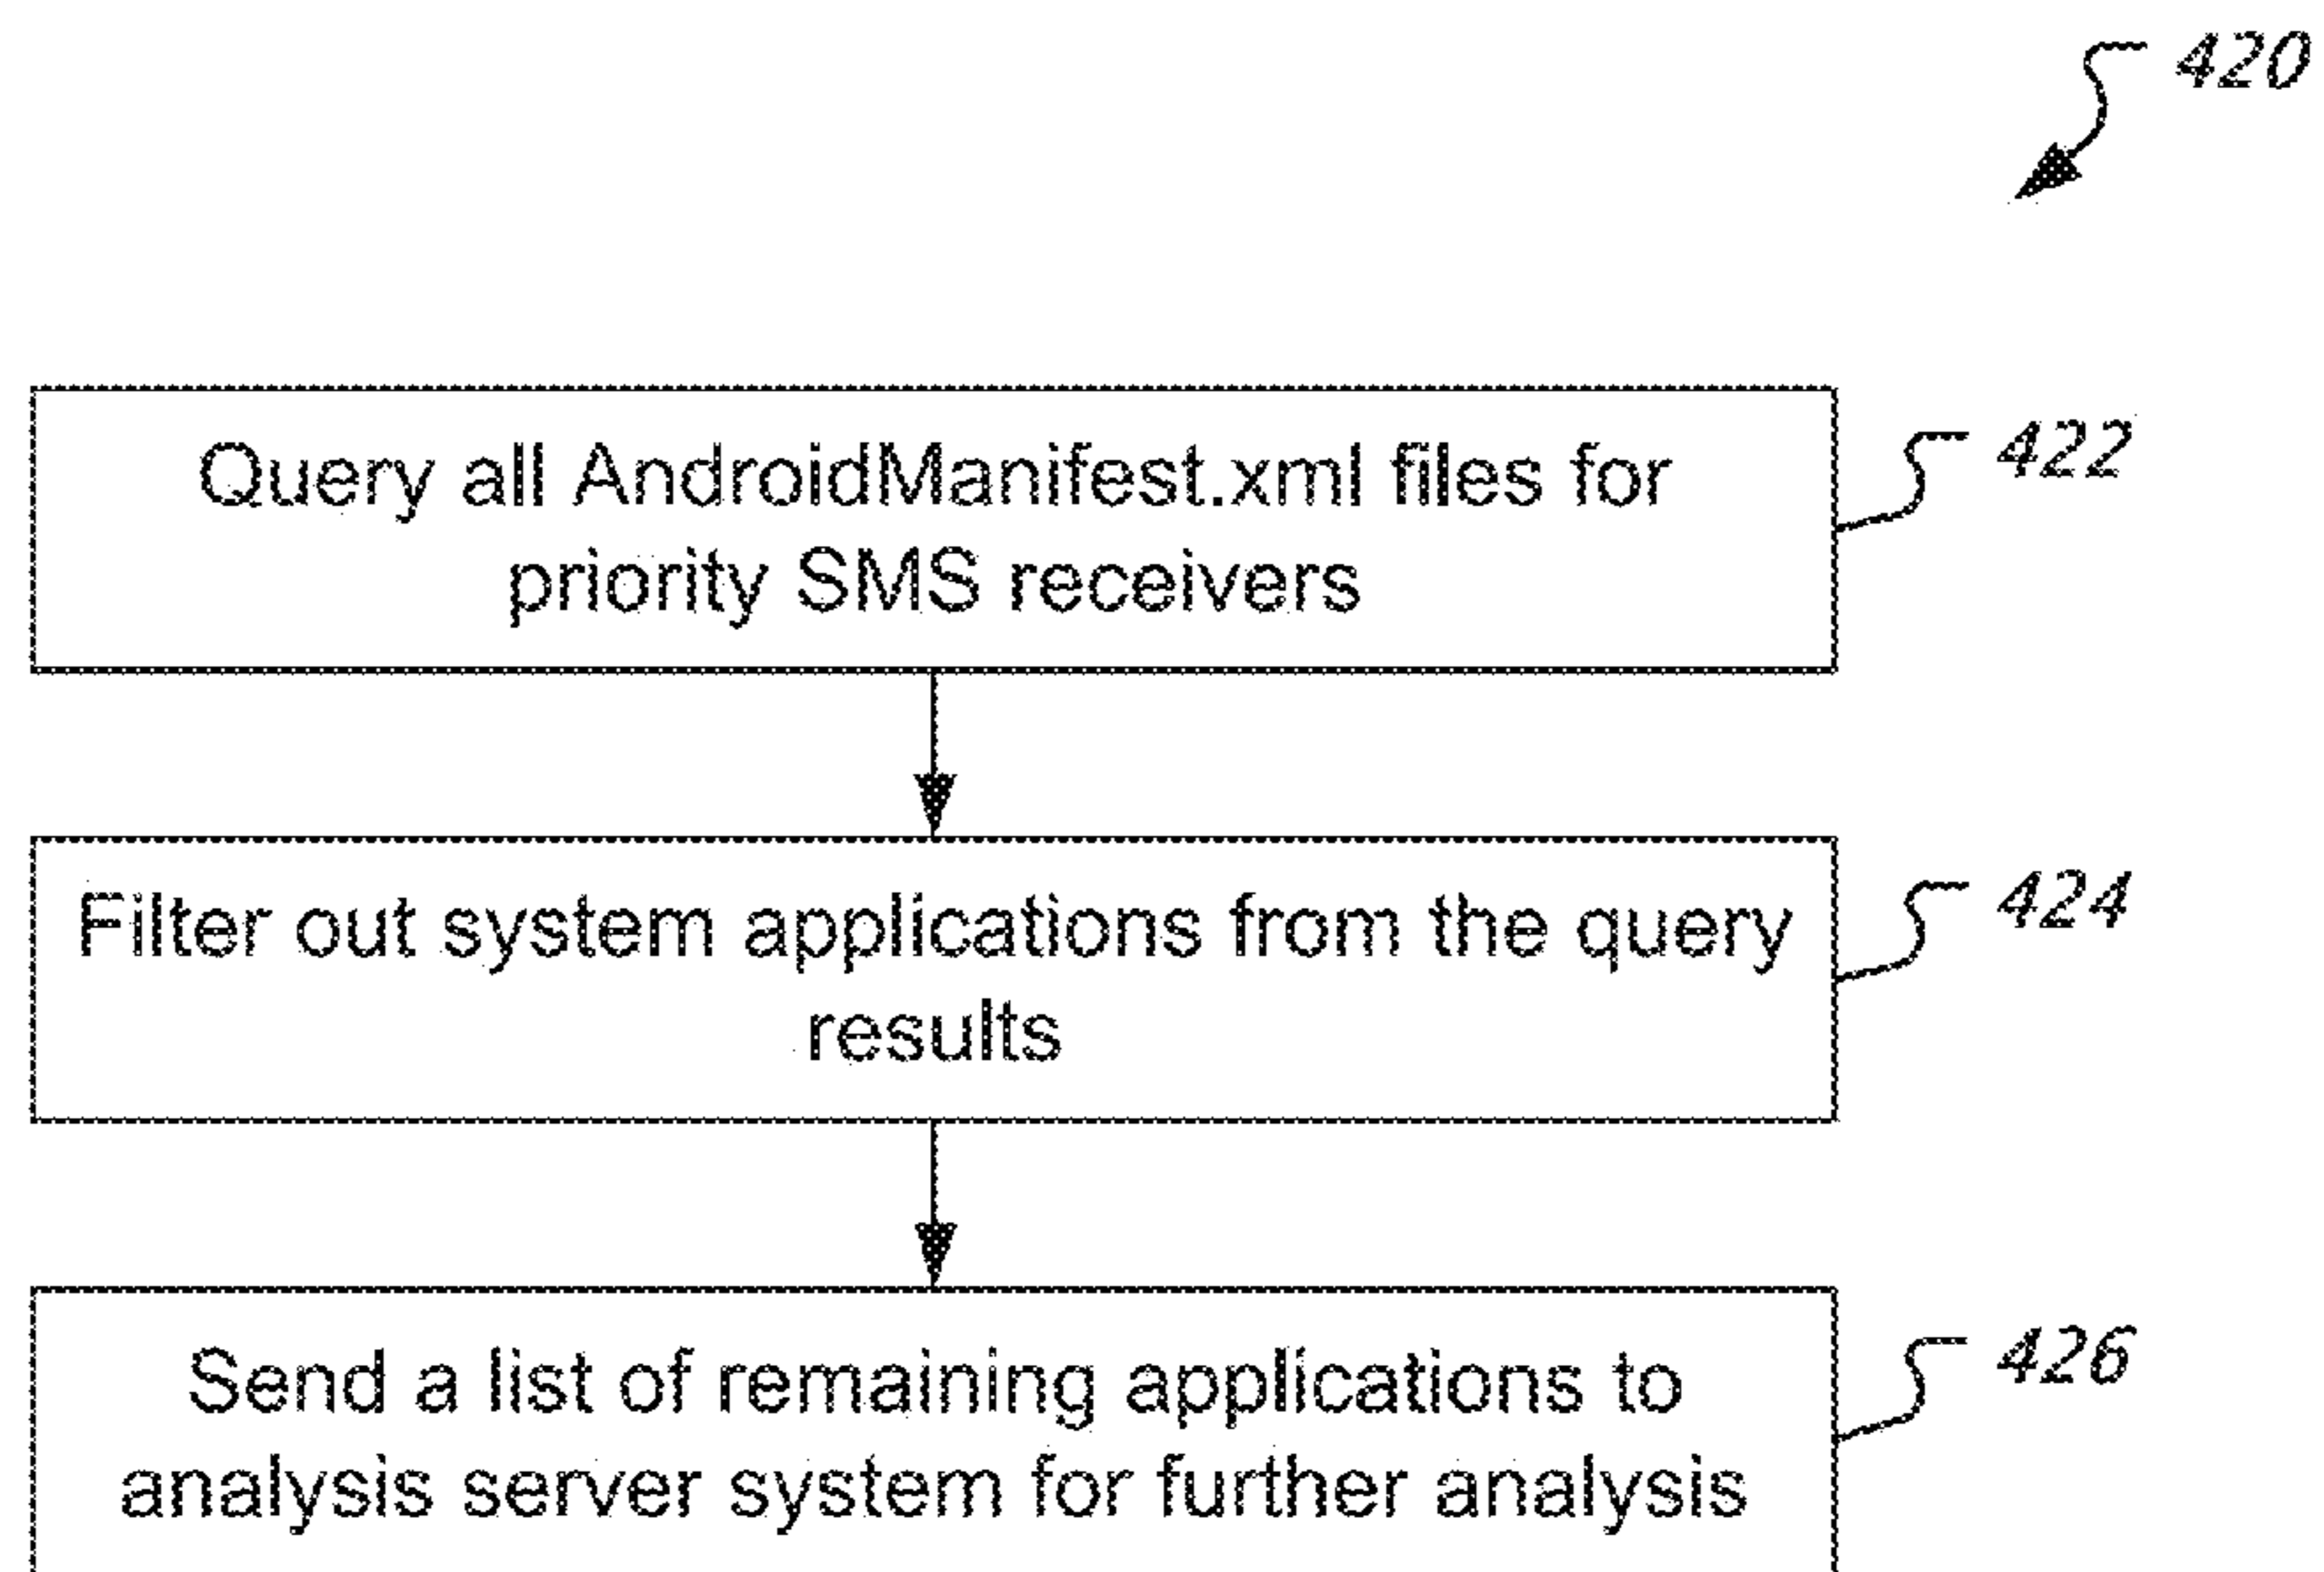 420
Query all AndroidManifest.xml files for
priority SMS receivers
422
Filter out system applications from the query
results
424
Send a list of remaining applications to
analysis server system for further analysis
426